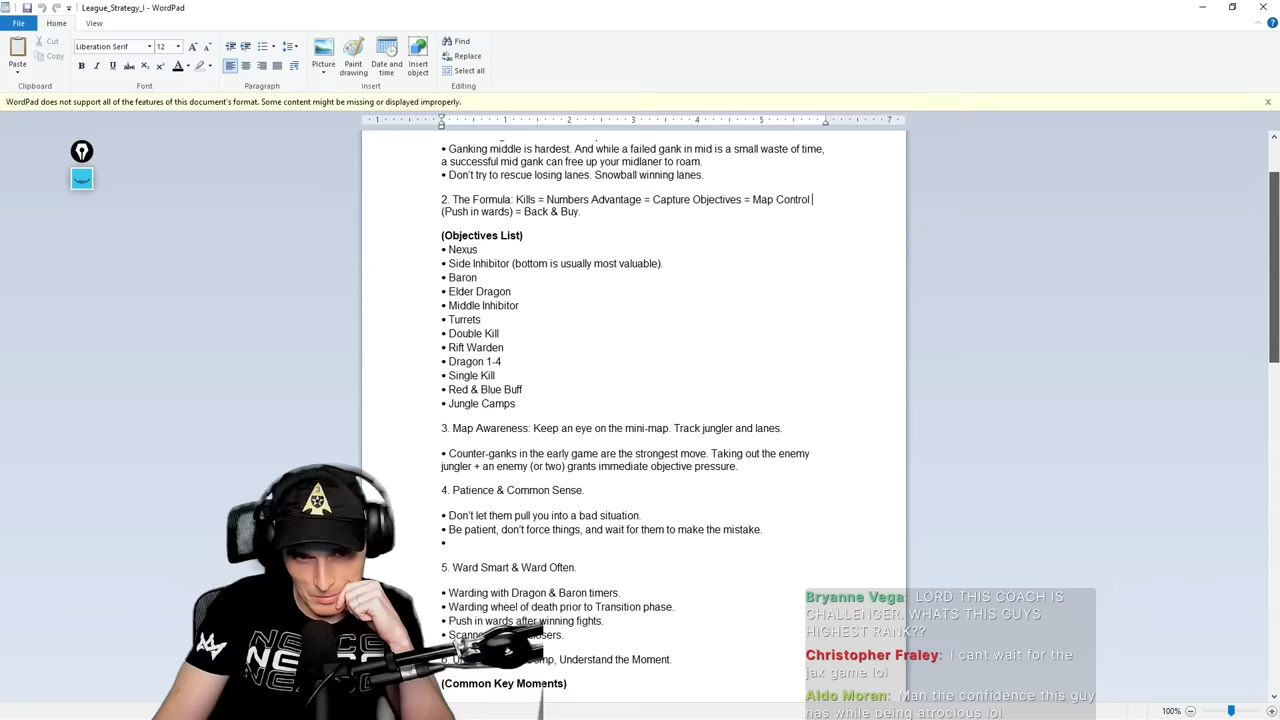 League_Strategy_I - WordPad
File
Home
View
Paste
Cut
Copy
Clipboard
Liberation Serif
12
Font
Paragraph
Picture
Paint drawing
Date and time
Insert object
Insert
Find
Replace
Select all
Editing
WordPad does not support all of the features of this document's format. Some content might be missing or displayed improperly.
1 1 2 3 4 5 7
• Ganking middle is hardest. And while a failed gank in mid is a small waste of time,
a successful mid gank can free up your midlaner to roam.
• Don't try to rescue losing lanes. Snowball winning lanes.
2. The Formula: Kills = Numbers Advantage = Capture Objectives = Map Control
(Push in wards) = Back & Buy.
(Objectives List)
• Nexus
• Side Inhibitor (bottom is usually most valuable).
• Baron
• Elder Dragon
• Middle Inhibitor
• Turrets
• Double Kill
• Rift Warden
• Dragon 1-4
• Single Kill
• Red & Blue Buff
• Jungle Camps
3. Map Awareness: Keep an eye on the mini-map. Track jungler and lanes.
• Counter-ganks in the early game are the strongest move. Taking out the enemy
jungler + an enemy (or two) grants immediate objective pressure.
4. Patience & Common Sense.
• Don't let them pull you into a bad situation.
• Be patient, don't force things, and wait for them to make the mistake.
•
5. Ward Smart & Ward Often.
• Warding with Dragon & Baron timers.
• Warding wheel of death prior to Transition phase.
• Push in wards after winning fights.
Understand the Moment.
(Common Key Moments)
Bryanne Vega: LORD THIS COACH IS
CHALLENGER. WHATS THIS GUYS
HIGHEST RANK??
Christopher Fraley: I cant wait for the
jax game lol
Aldo Moran: Man the confidence this guy
has while being atrocious lol
100%